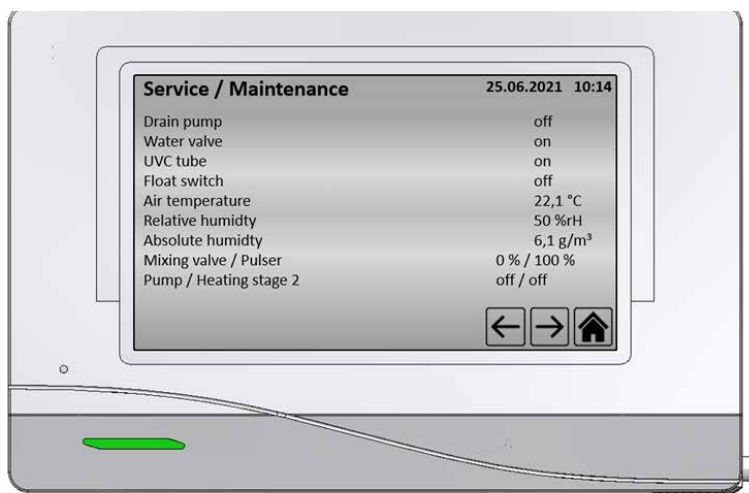 Service / Maintenance 25.06.2021 10:14
Drain pump off
Water valve on
UVC tube on
Float switch off
Air temperature 22,1 °C
Relative humidty 50 %rH
Absolute humidty 6,1 g/m³
Mixing valve / Pulser 0 % / 100 %
Pump / Heating stage 2 off / off